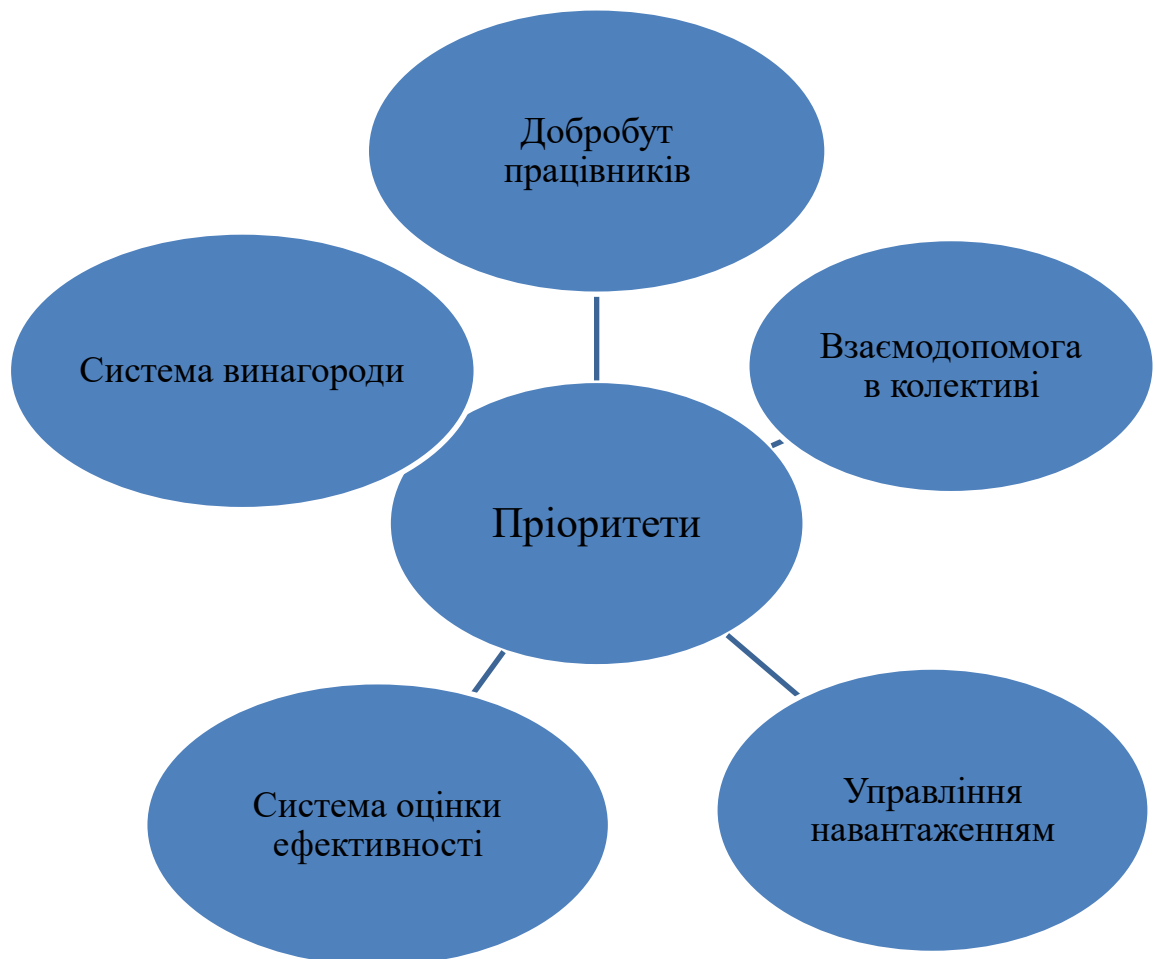 Добробут
працівників
Взаємодопомога
в колективі
Система винагороди
Пріоритети
Управління
навантаженням
Система оцінки
ефективності